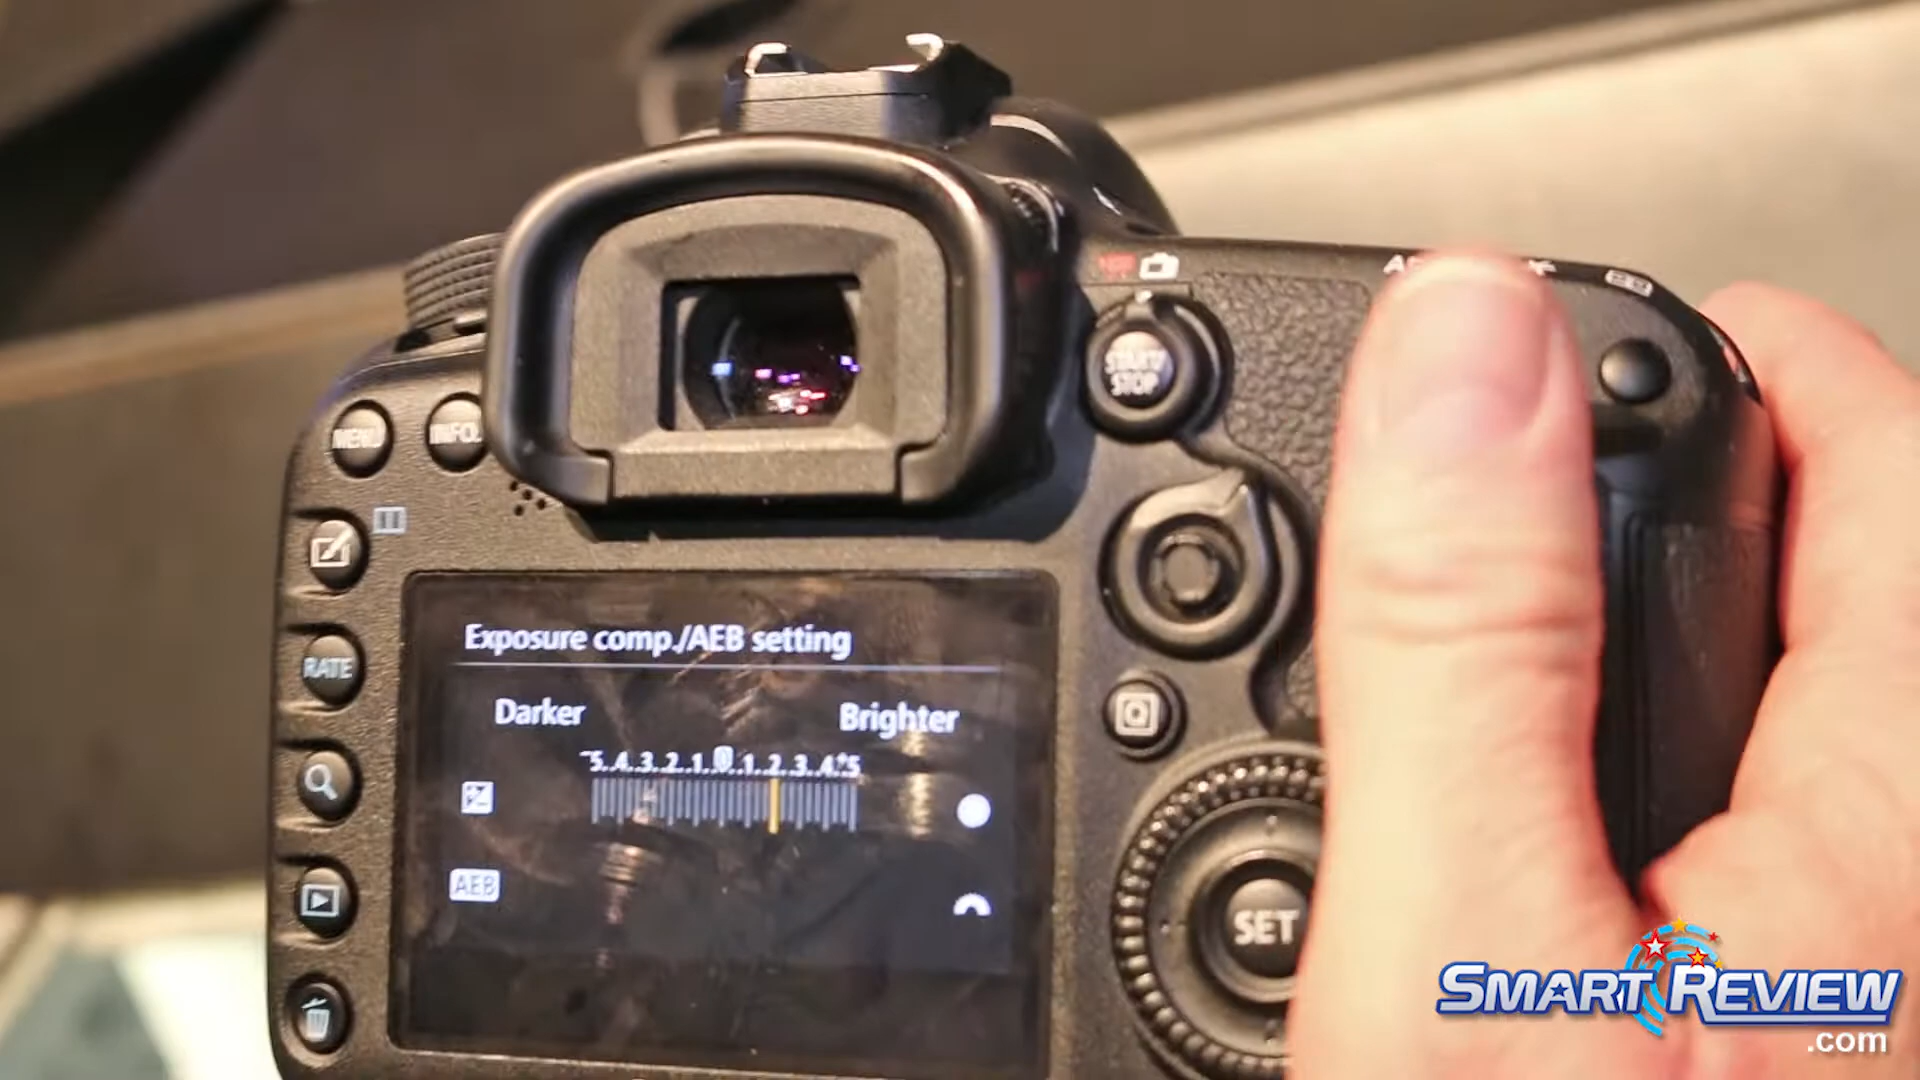 START/
STOP
MENU
INFO.
RATE
Exposure comp./AEB setting
Darker Brighter
-5..4..3..2..1..0..1..2..3..4..+5
AEB
Q
SET
SMART REVIEW
.com